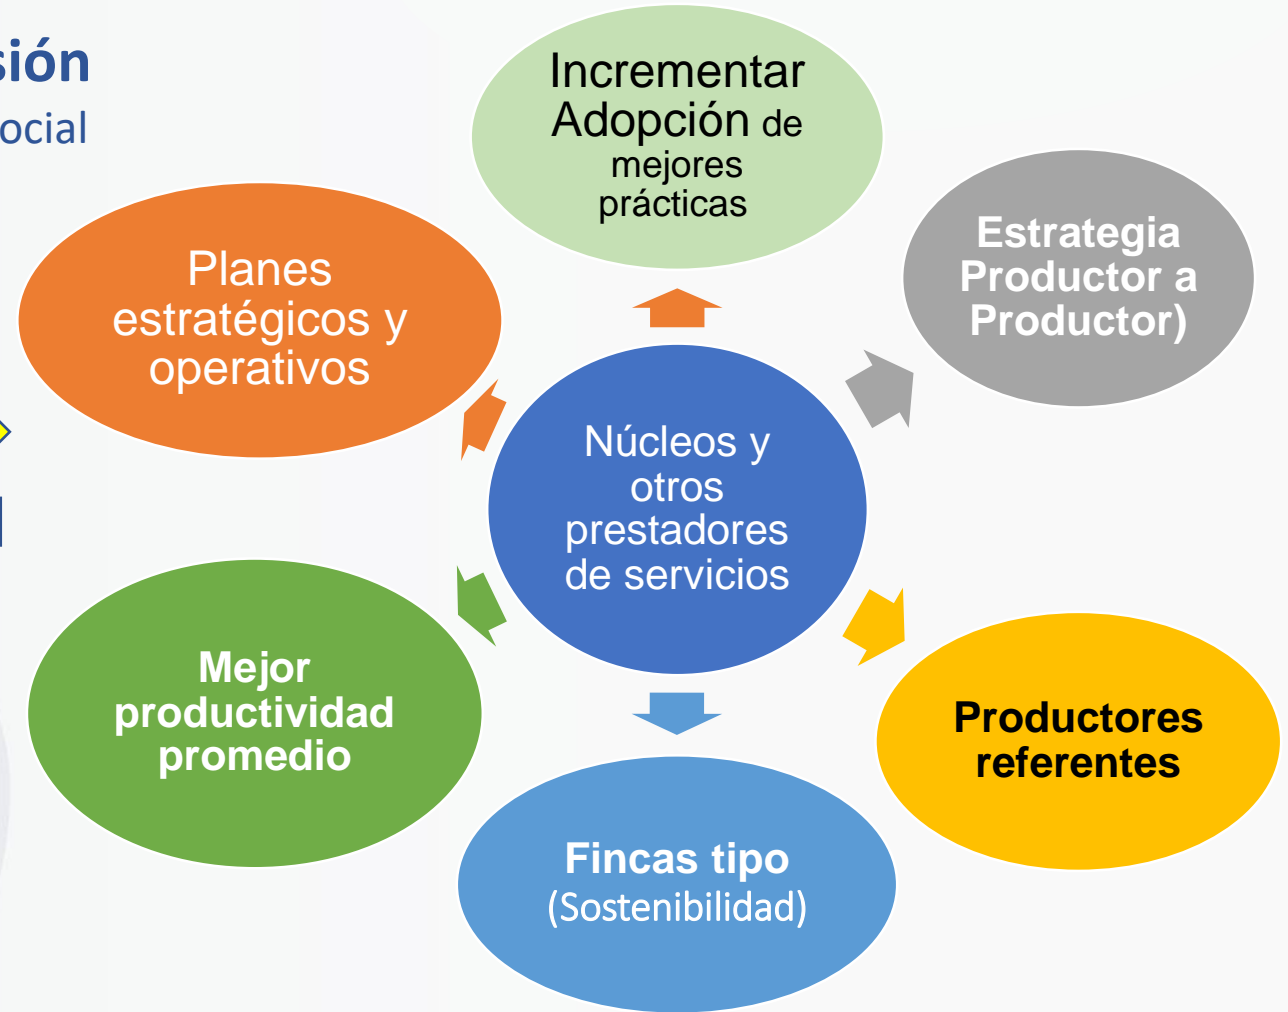 sión
ocial
Incrementar
Adopción de
mejores
prácticas
Estrategia
Productor a
Productor)
Productores
referentes
Fincas tipo
(Sostenibilidad)
Mejor
productividad
promedio
Planes
estratégicos y
operativos
Núcleos y
otros
prestadores
de servicios